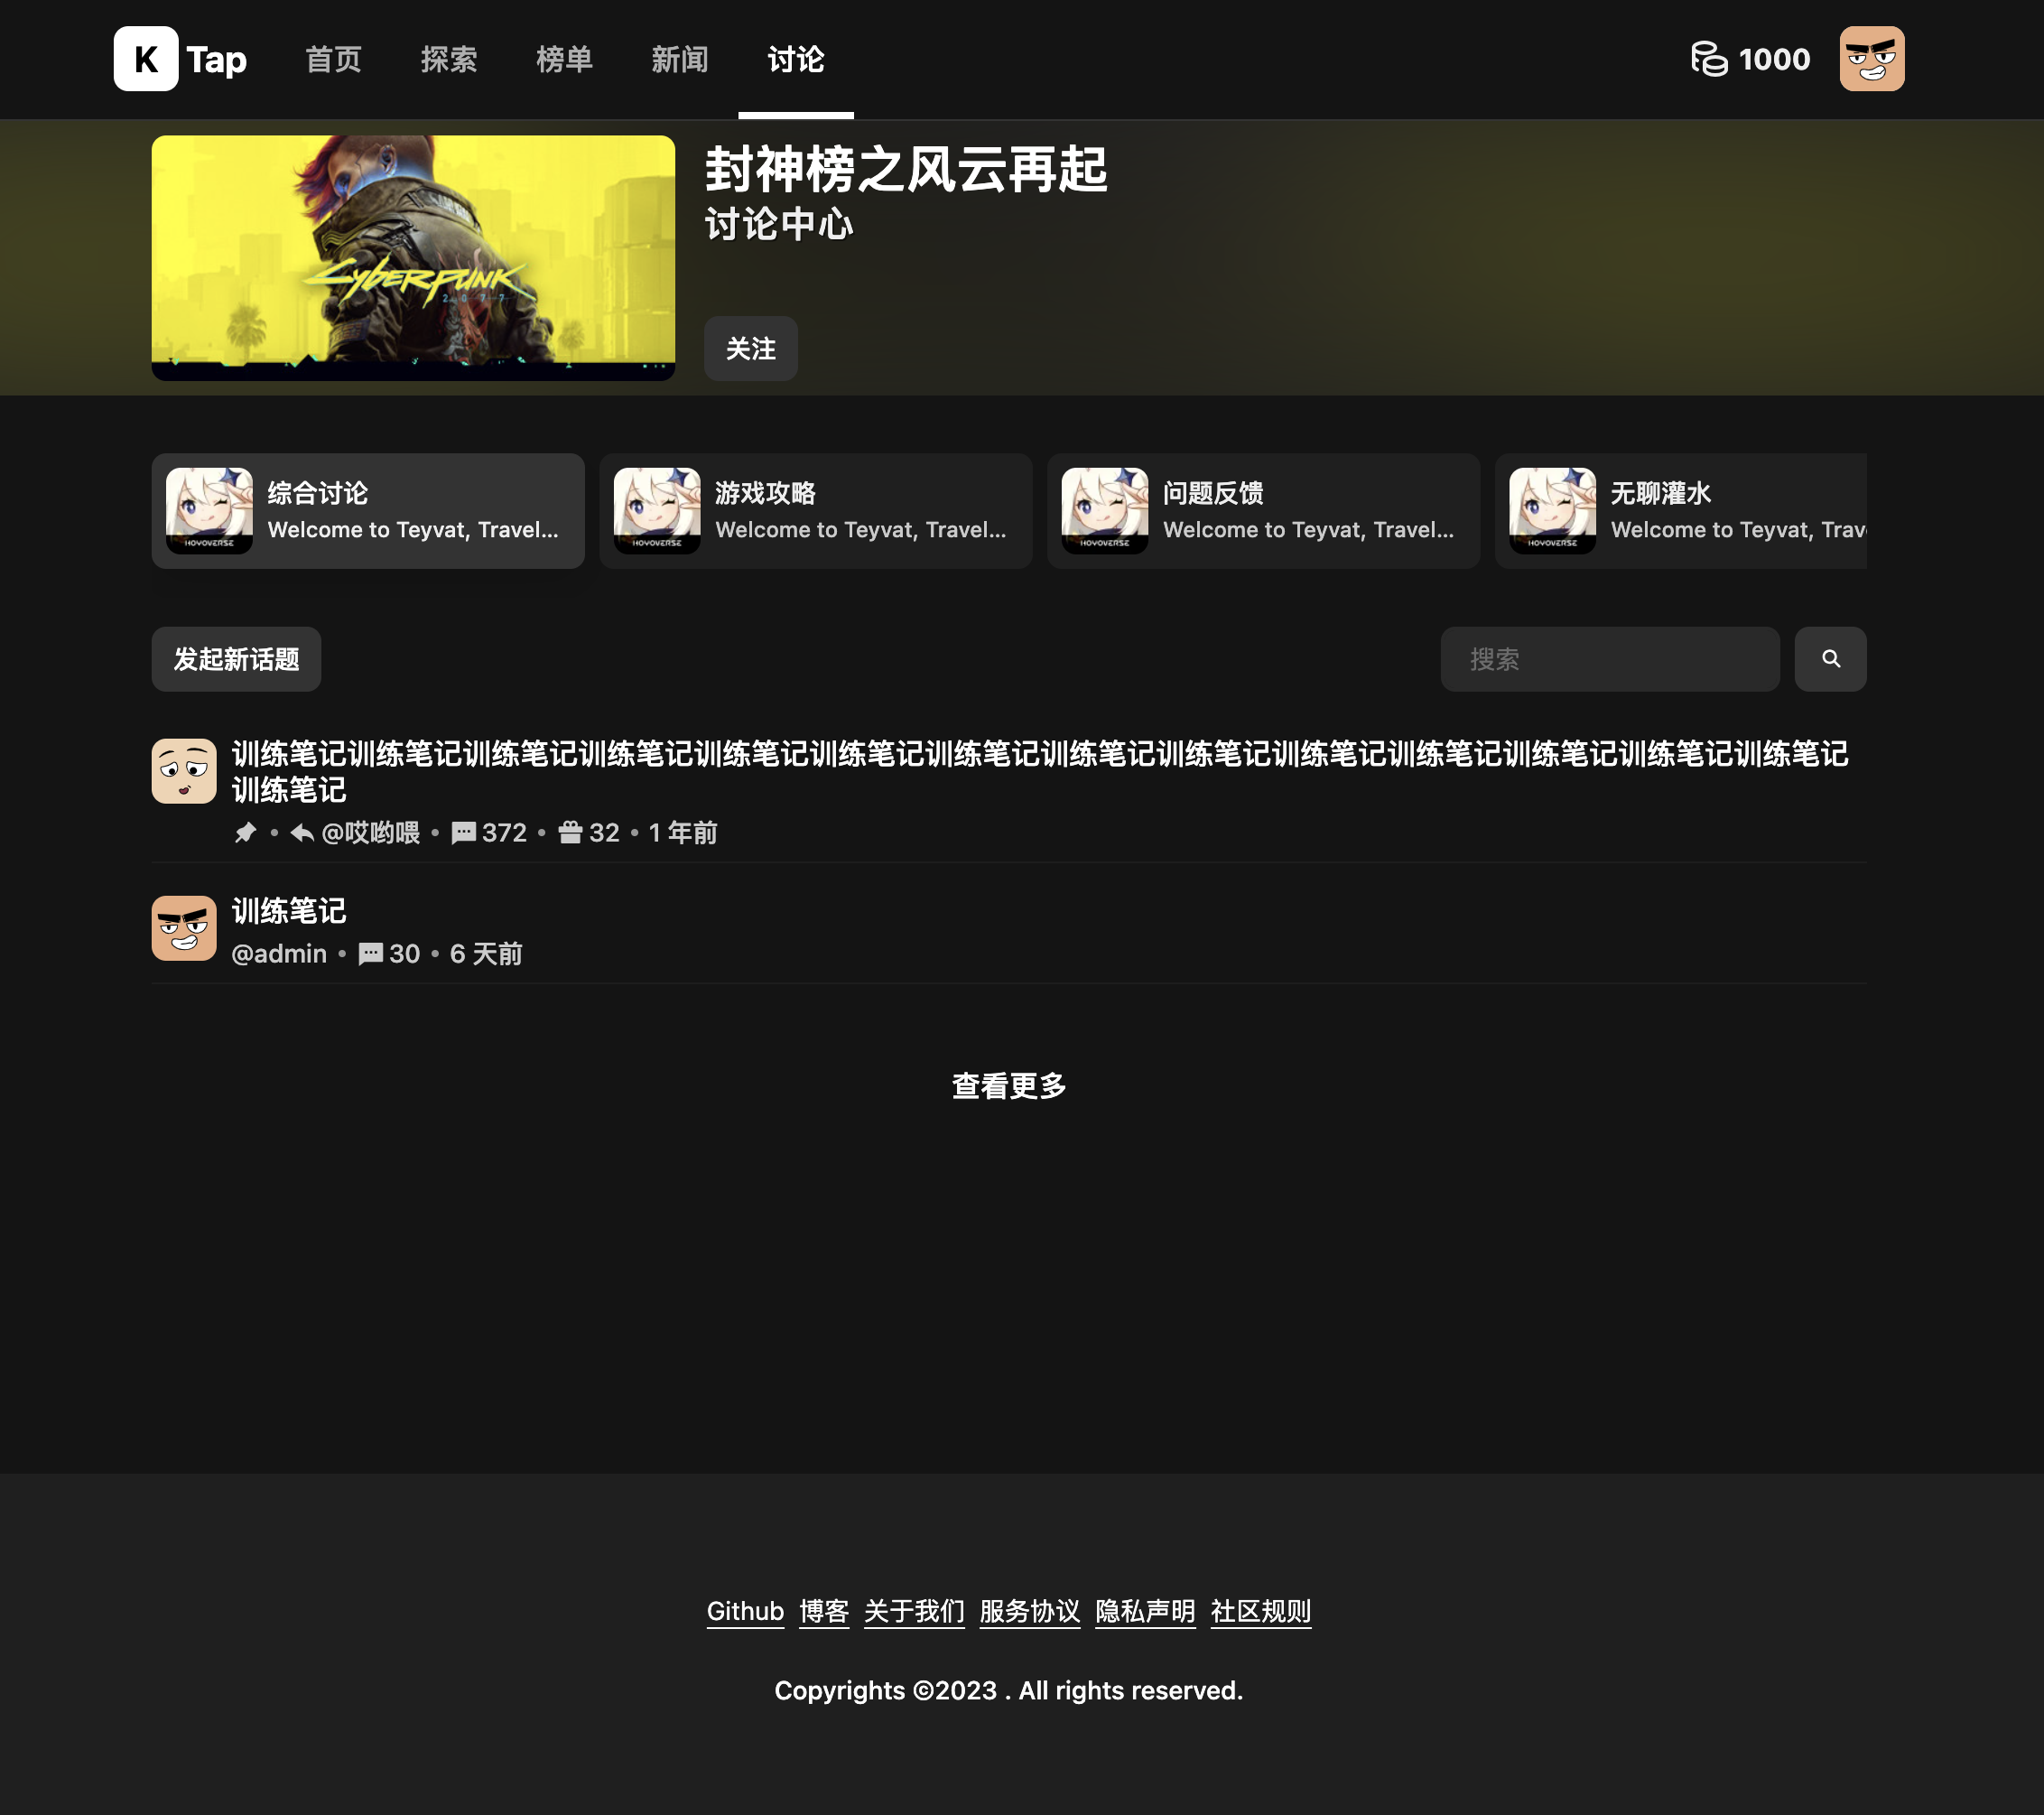 K Tap 首页 探索 榜单 新闻 讨论 1000
CYBERPUNK
2077
封神榜之风云再起
讨论中心
关注
HOYOVERSE
综合讨论
Welcome to Teyvat, Travel...
HOYOVERSE
游戏攻略
Welcome to Teyvat, Travel...
HOYOVERSE
问题反馈
Welcome to Teyvat, Travel...
HOYOVERSE
无聊灌水
Welcome to Teyvat, Trav
发起新话题
搜索
训练笔记训练笔记训练笔记训练笔记训练笔记训练笔记训练笔记训练笔记训练笔记训练笔记训练笔记训练笔记训练笔记训练笔记
训练笔记
• @哎哟喂 • 372 • 32 • 1 年前
训练笔记
@admin • 30 • 6 天前
查看更多
Github 博客 关于我们 服务协议 隐私声明 社区规则
Copyrights ©2023 . All rights reserved.